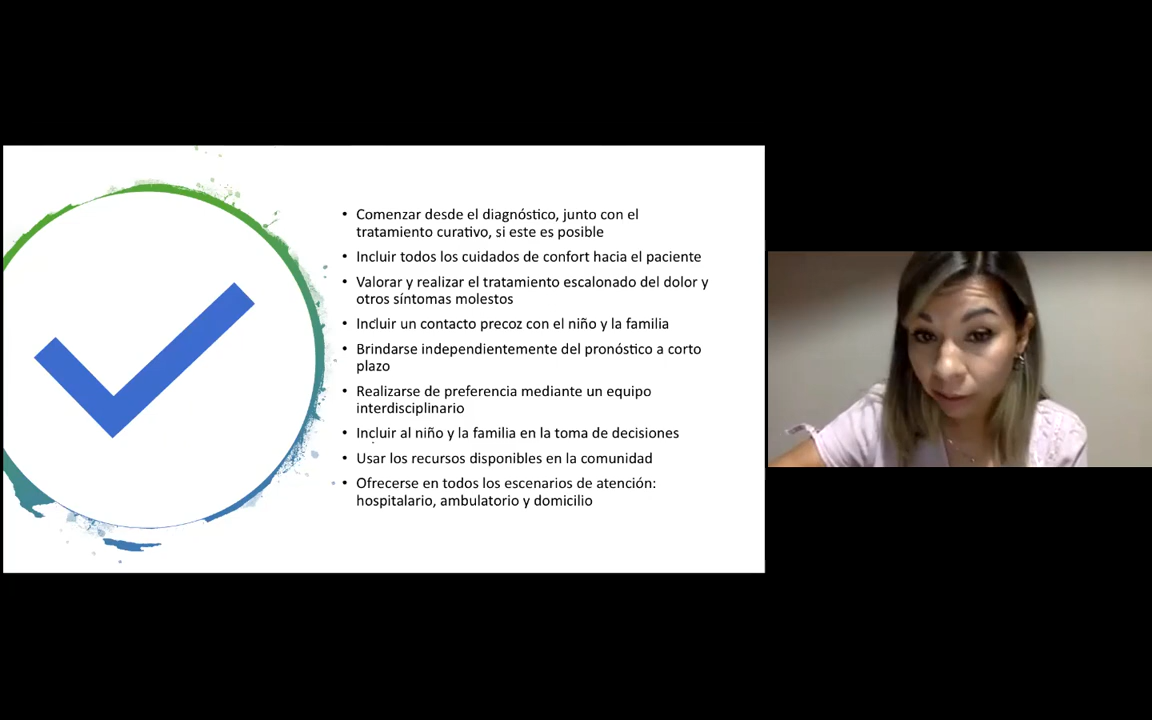 • Comenzar desde el diagnóstico, junto con el
tratamiento curativo, si este es posible
• Incluir todos los cuidados de confort hacia el paciente
• Valorar y realizar el tratamiento escalonado del dolor y
otros síntomas molestos
• Incluir un contacto precoz con el niño y la familia
• Brindarse independientemente del pronóstico a corto
plazo
• Realizarse de preferencia mediante un equipo
interdisciplinario
• Incluir al niño y la familia en la toma de decisiones
• Usar los recursos disponibles en la comunidad
• Ofrecerse en todos los escenarios de atención:
hospitalario, ambulatorio y domicilio